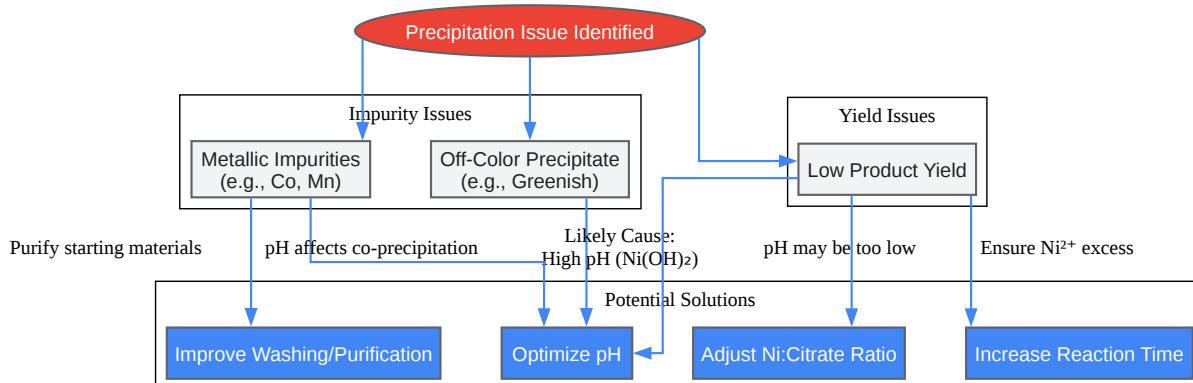 Precipitation Issue Identified
Impurity Issues
Yield Issues
Metallic Impurities
(e.g., Co, Mn)
Off-Color Precipitate
(e.g., Greenish)
Low Product Yield
Purify starting materials
pH affects co-precipitation
Likely Cause:
High pH (Ni(OH)₂)
pH may be too low
Ensure Ni²⁺ excess
Potential Solutions
Improve Washing/Purification
Optimize pH
Adjust Ni:Citrate Ratio
Increase Reaction Time